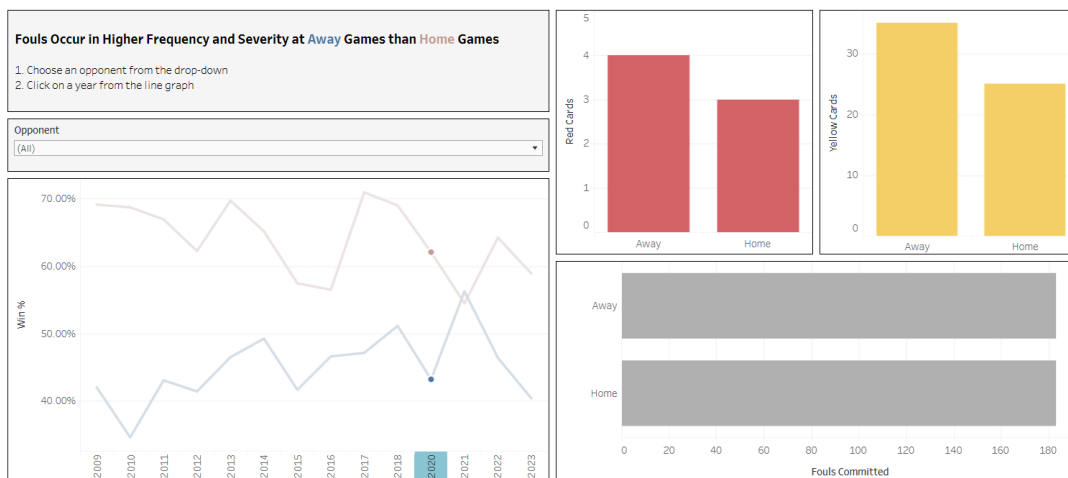 Fouls Occur in Higher Frequency and Severity at Away Games than Home Games
1. Choose an opponent from the drop-down
2. Click on a year from the line graph
Opponent
(All)
Win %
70.00%
60.00%
50.00%
40.00%
2009
2010
2011
2012
2013
2014
2015
2016
2017
2018
2020
2021
2022
2023
Red Cards
5
4
3
2
1
0
Away
Home
Yellow Cards
30
20
10
0
Away
Home
Away
Home
0
20
40
60
80
100
120
140
160
180
Fouls Committed